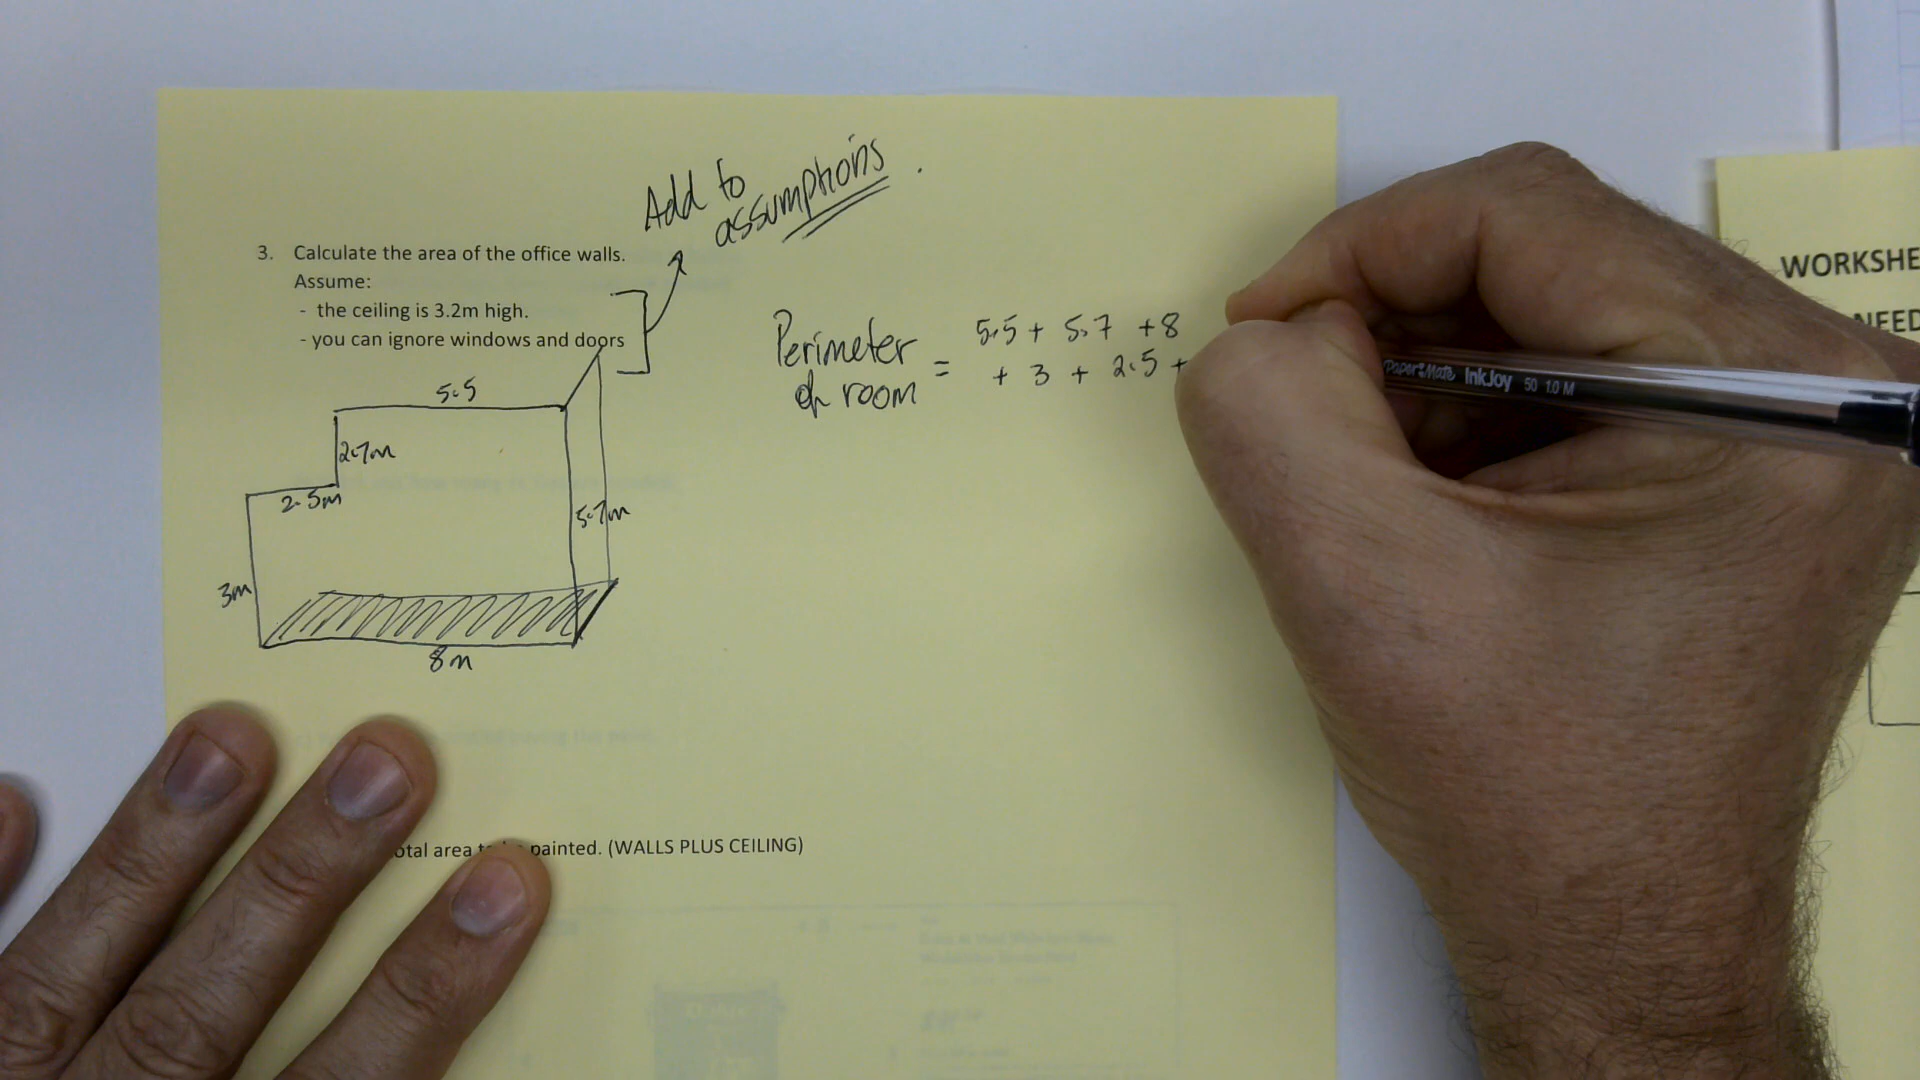 Add to
assumptions.
3. Calculate the area of the office walls.
Assume:
- the ceiling is 3.2m high.
- you can ignore windows and doors
Perimeter of room = 5.5 + 5.7 + 8
+ 3 + 2.5 +
5.5
2.7m
2.5m
5.7m
3m
8m
otal area to painted. (WALLS PLUS CEILING)
PaperMate InkJoy 50 1.0 M
WORKSHE
NEED